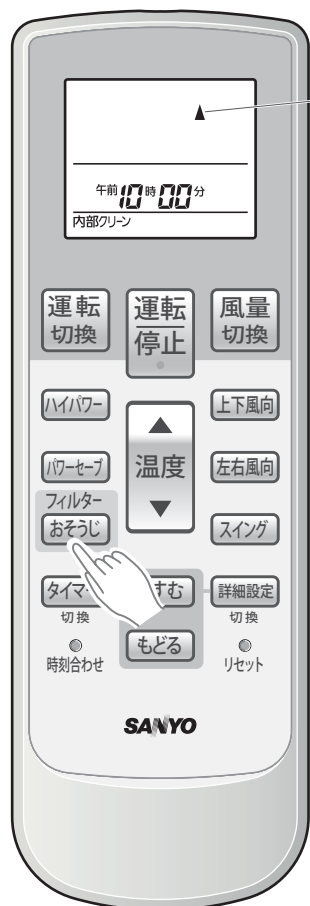 午前10時00分
内部クリーン
運転切換
運転停止
風量切換
ハイパワー
上下風向
パワーセーブ
温度
左右風向
フィルター
おそうじ
スイング
タイマ
すむ
詳細設定
切換
切換
もどる
時刻合わせ
リセット
SANYO